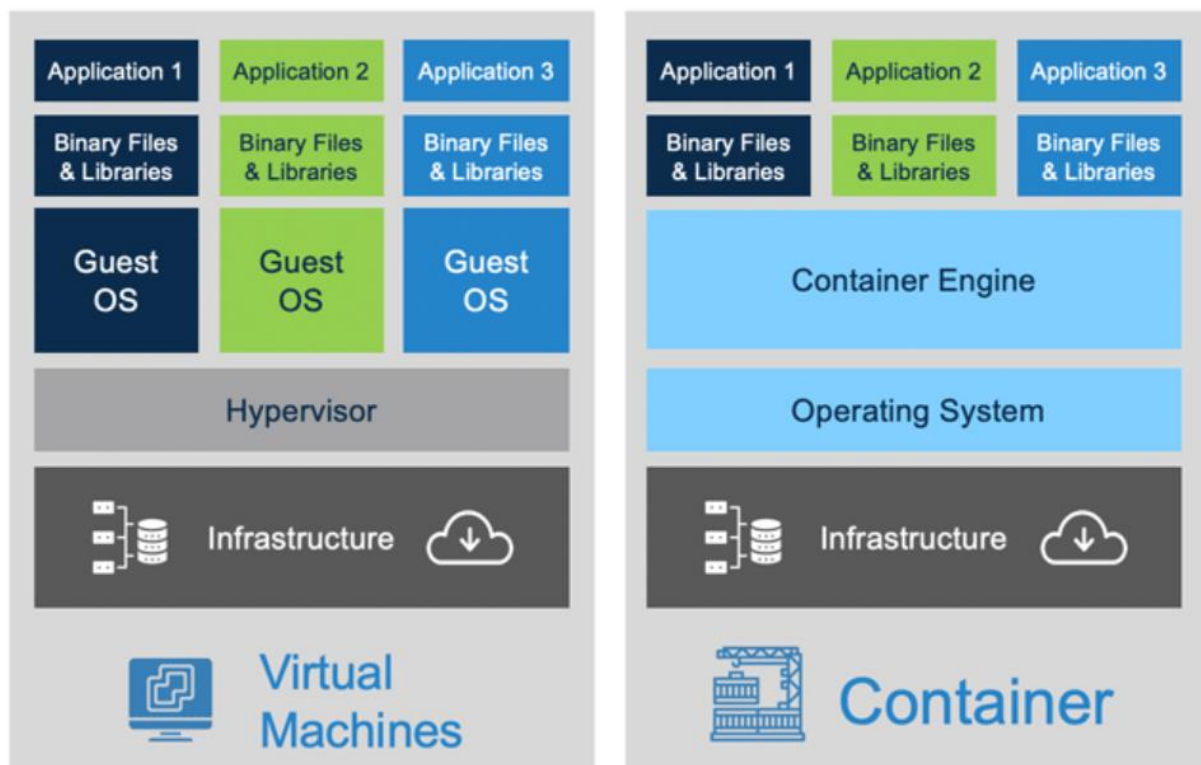 Application 1
Application 2
Application 3
Binary Files
& Libraries
Binary Files
& Libraries
Binary Files
& Libraries
Guest
OS
Guest
OS
Guest
OS
Hypervisor
Infrastructure
Virtual
Machines
Application 1
Application 2
Application 3
Binary Files
& Libraries
Binary Files
& Libraries
Binary Files
& Libraries
Container Engine
Operating System
Infrastructure
Container